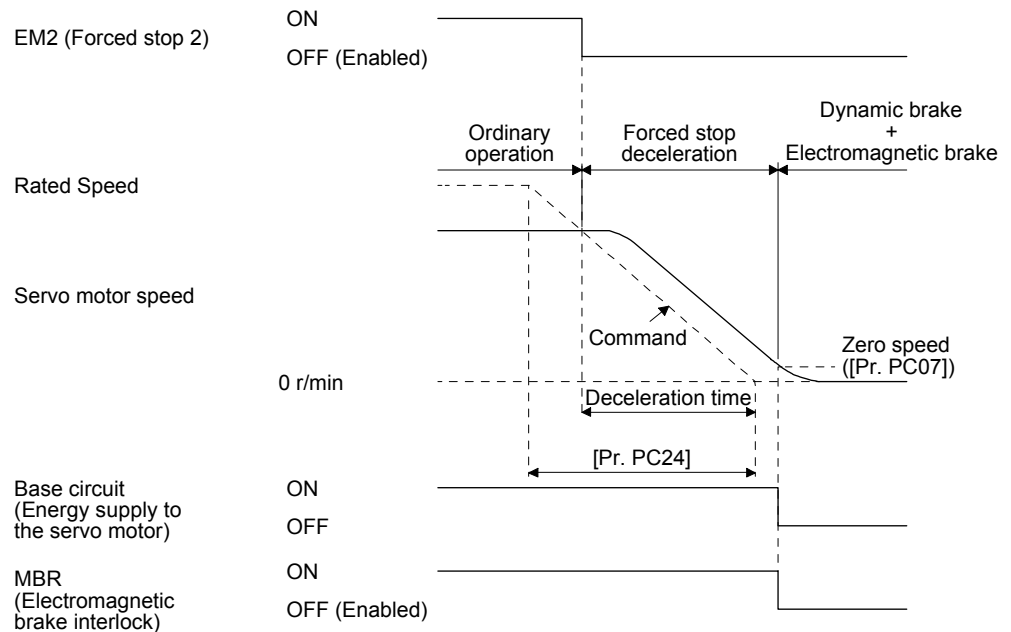 EM2 (Forced stop 2)
ON
OFF (Enabled)
Ordinary
operation
Forced stop
deceleration
Dynamic brake
+
Electromagnetic brake
Rated Speed
Servo motor speed
Command
Zero speed
([Pr. PC07])
0 r/min
Deceleration time
[Pr. PC24]
Base circuit
(Energy supply to
the servo motor)
ON
OFF
MBR
(Electromagnetic
brake interlock)
ON
OFF (Enabled)